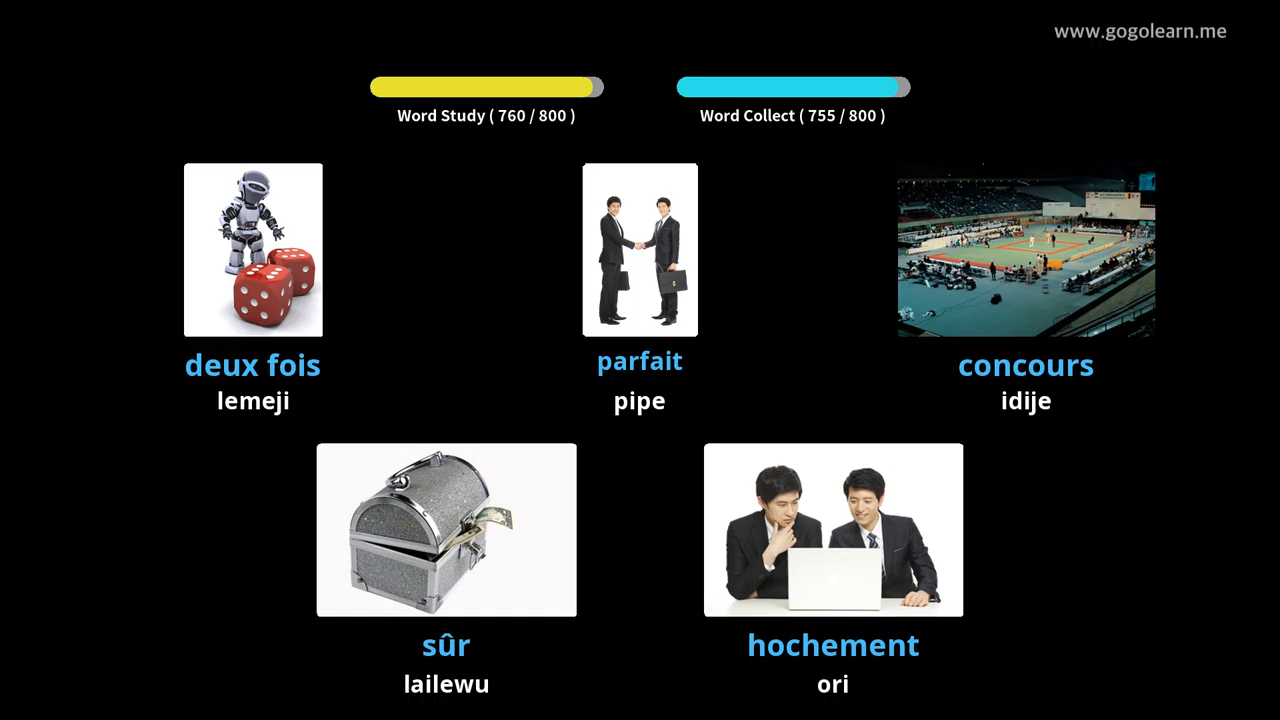 www.gogolearn.me
Word Study ( 760 / 800 )
Word Collect ( 755 / 800 )
deux fois
lemeji
parfait
pipe
concours
idije
sûr
lailewu
hochement
ori